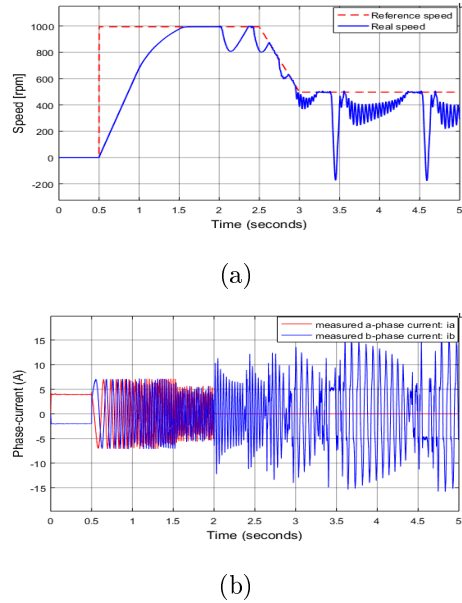 Reference speed
Real speed
1000
800
600
400
200
0
-200
Speed [rpm]
0 0.5 1 1.5 2 2.5 3 3.5 4 4.5 5
Time (seconds)
(a)
measured a-phase current: ia
measured b-phase current: ib
15
10
5
0
-5
-10
-15
Phase-current (A)
0 0.5 1 1.5 2 2.5 3 3.5 4 4.5 5
Time (seconds)
(b)